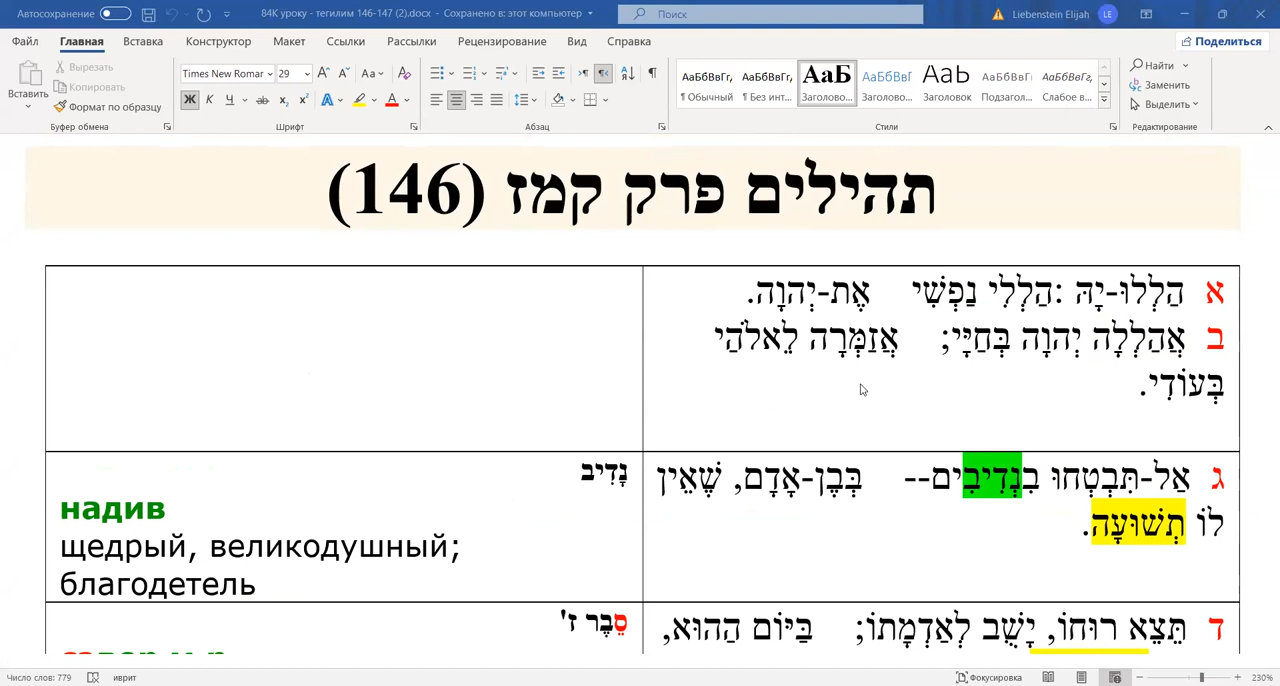 Автосохранение 84К уроку - тегилим 146-147 (2).docx - Сохранено в: этот компьютер Поиск Liebenstein Elijah LE
Файл Главная Вставка Конструктор Макет Ссылки Рассылки Рецензирование Вид Справка Поделиться
Вставить Вырезать Копировать Формат по образцу
Буфер обмена
Times New Romar 29
Шрифт
Абзац
АаБбВвГг, АаБбВвГг, АаБ АаБбВвГ АаБ АаБбВвГ АаБбВвГг,
¶ Обычный ¶ Без инт... Заголово... Заголово... Заголовок Подзагол... Слабое в...
Стили
Найти
Заменить
Выделить
Редактирование
תהילים פרק קמז (146)
א הַלְלוּ-יָהּ :הַלְלִי נַפְשִׁי אֶת-יְהוָה.
ב אֲהַלְלָה יְהוָה בְּחַיָּי; אֲזַמְּרָה לֵאלֹהַי
בְּעוֹדִי.
ג אַל-תִּבְטְחוּ בִנְדִיבִים-- בְּבֶן-אָדָם, שֶׁאֵין
לוֹ תְשׁוּעָה.
נָדִיב
надив
щедрый, великодушный;
благодетель
ד תֵּצֵא רוּחוֹ, יָשֻׁב לְאַדְמָתוֹ; בַּיּוֹם הַהוּא,
סֵבֶר ז'
Число слов: 779 иврит Фокусировка 230%